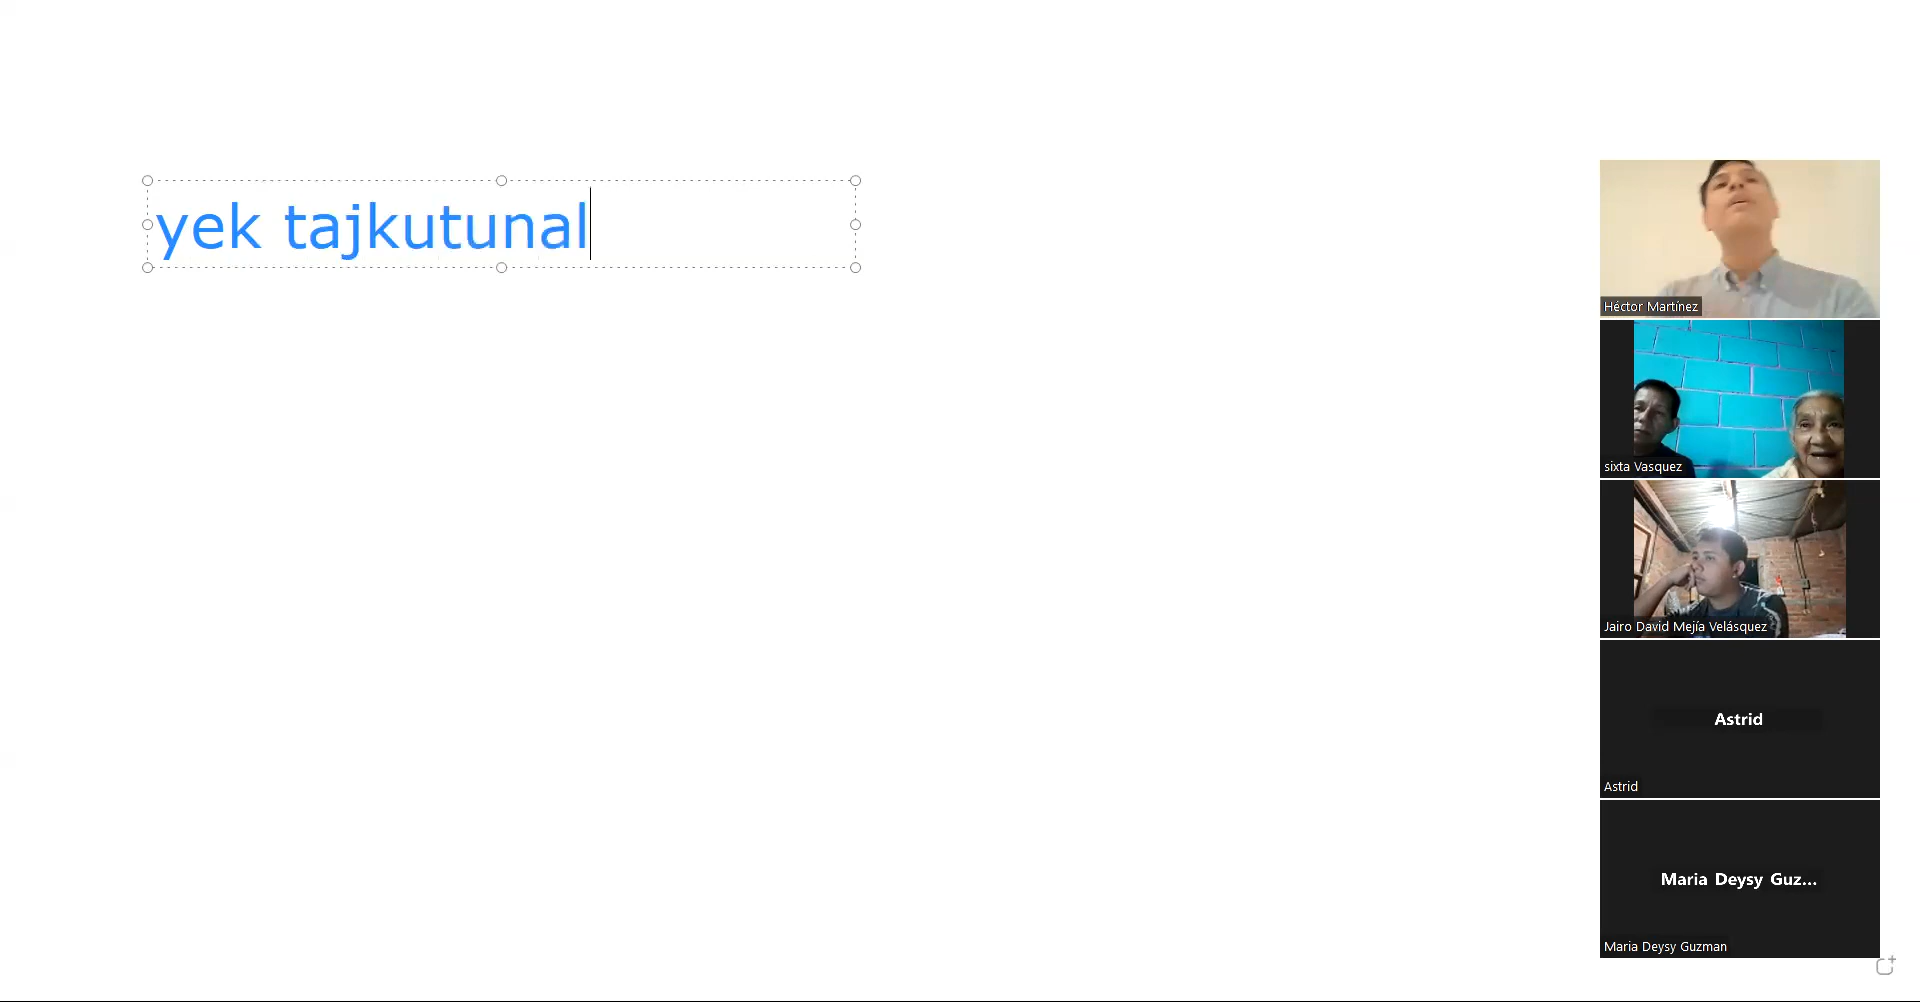 yek tajkutunal
Héctor Martínez
sixta Vasquez
Jairo David Mejía Velásquez
Astrid
Astrid
Maria Deysy Guz...
Maria Deysy Guzman